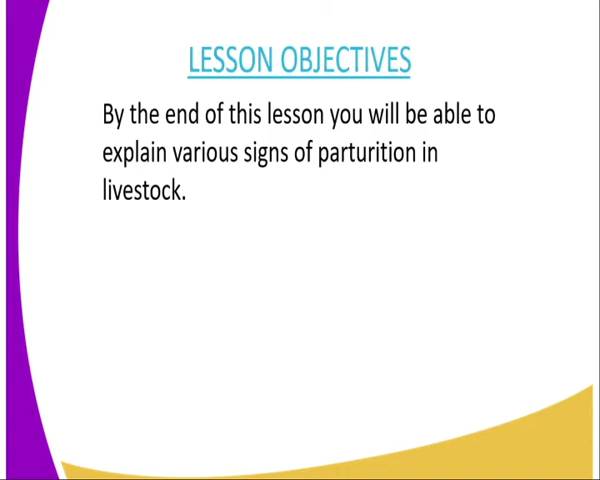 LESSON OBJECTIVES
By the end of this lesson you will be able to
explain various signs of parturition in
livestock.